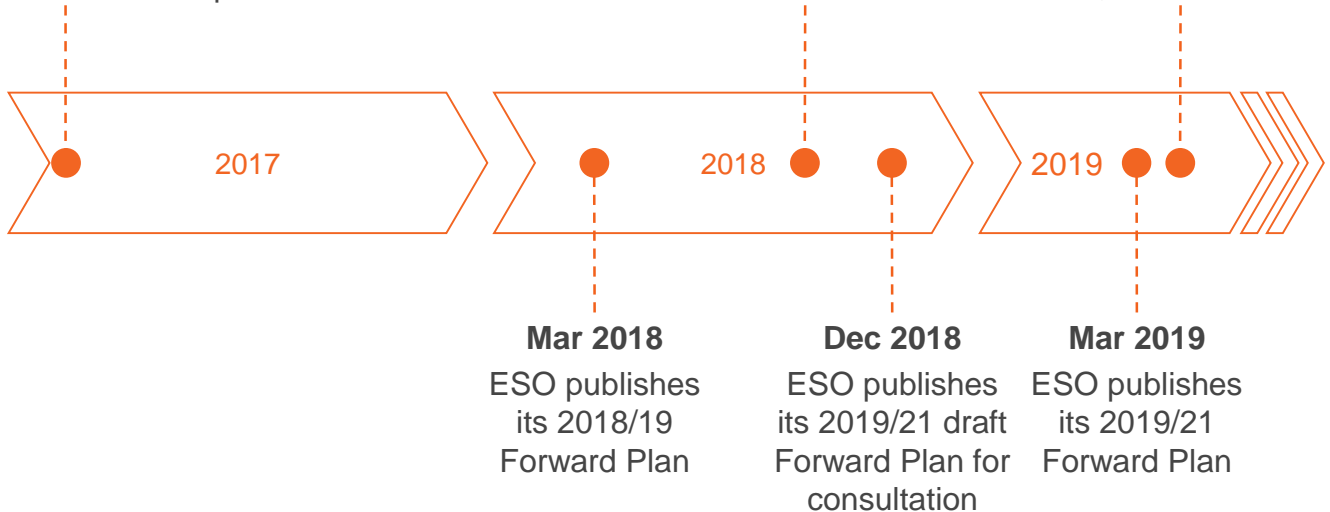 2017
2018
2019
Mar 2018
ESO publishes
its 2018/19
Forward Plan
Dec 2018
ESO publishes
its 2019/21 draft
Forward Plan for
consultation
Mar 2019
ESO publishes
its 2019/21
Forward Plan